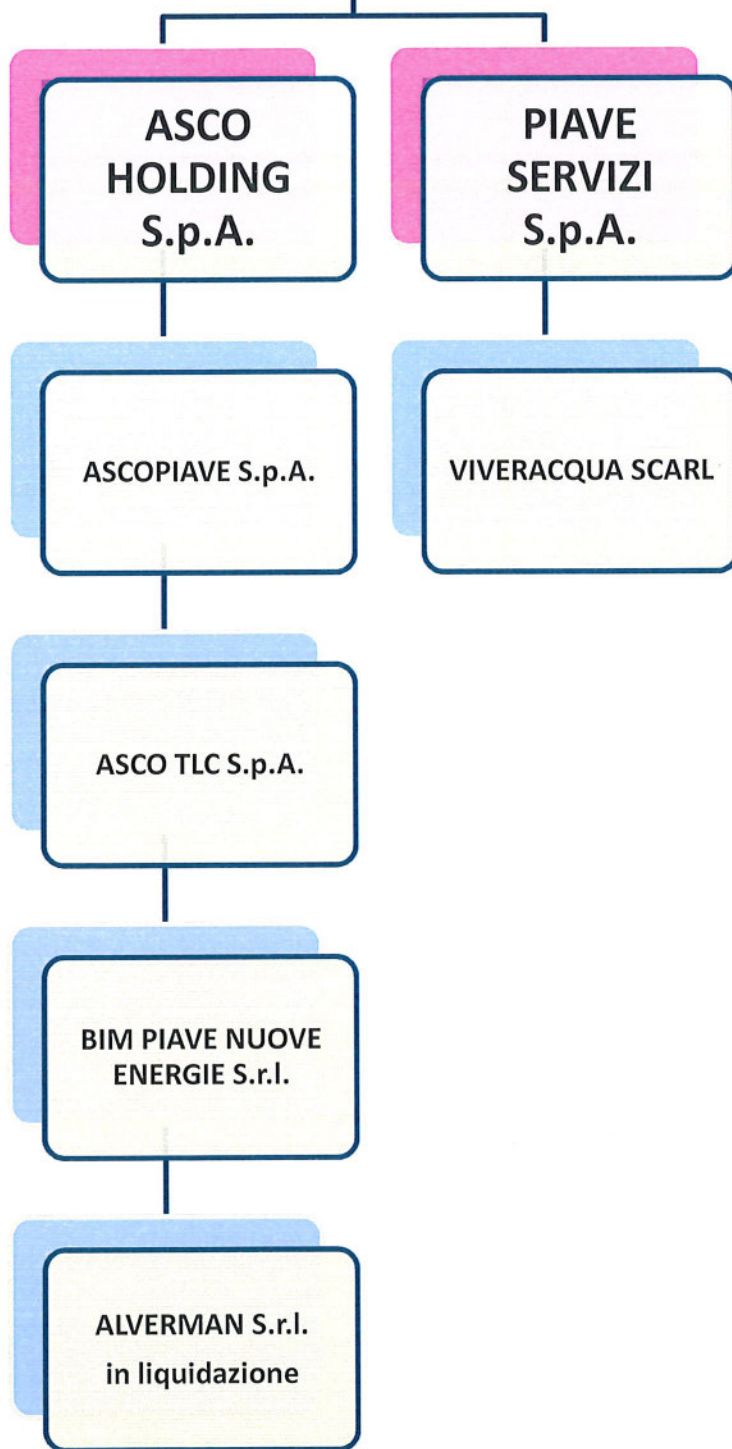 ASCO
HOLDING
S.p.A.
PIAVE
SERVIZI
S.p.A.
ASCOPIAVE S.p.A.
VIVERACQUA SCARL
ASCO TLC S.p.A.
BIM PIAVE NUOVE
ENERGIE S.r.l.
ALVERMAN S.r.l.
in liquidazione